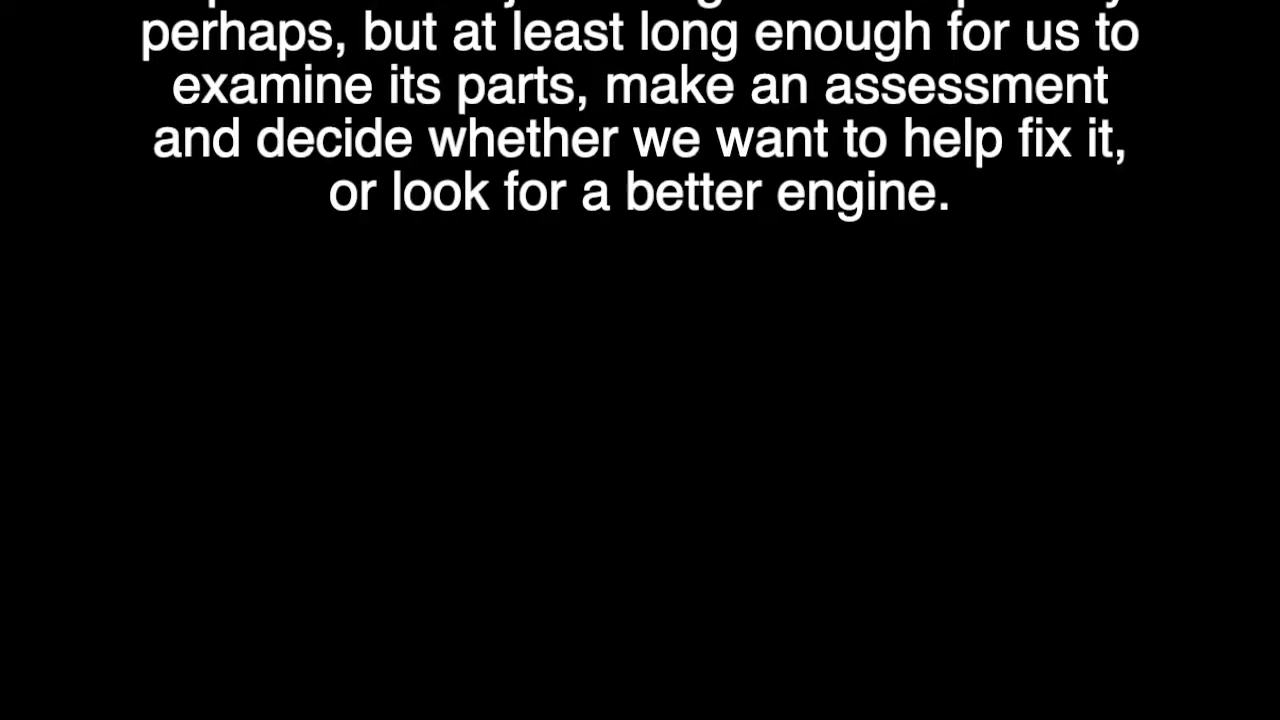 perhaps, but at least long enough for us to
examine its parts, make an assessment
and decide whether we want to help fix it,
or look for a better engine.